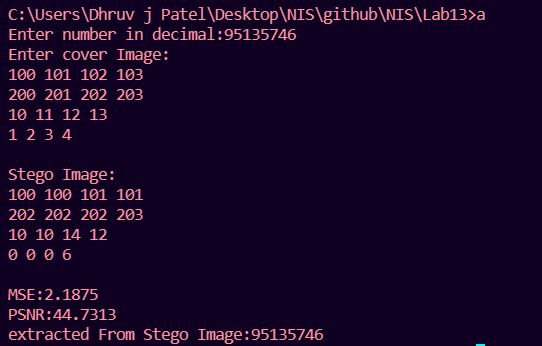 C:\Users\Dhruv j Patel\Desktop\NIS\github\NIS\Lab13>a
Enter number in decimal:95135746
Enter cover Image:
100 101 102 103
200 201 202 203
10 11 12 13
1 2 3 4
Stego Image:
100 100 101 101
202 202 202 203
10 10 14 12
0 0 0 6
MSE:2.1875
PSNR:44.7313
extracted From Stego Image:95135746